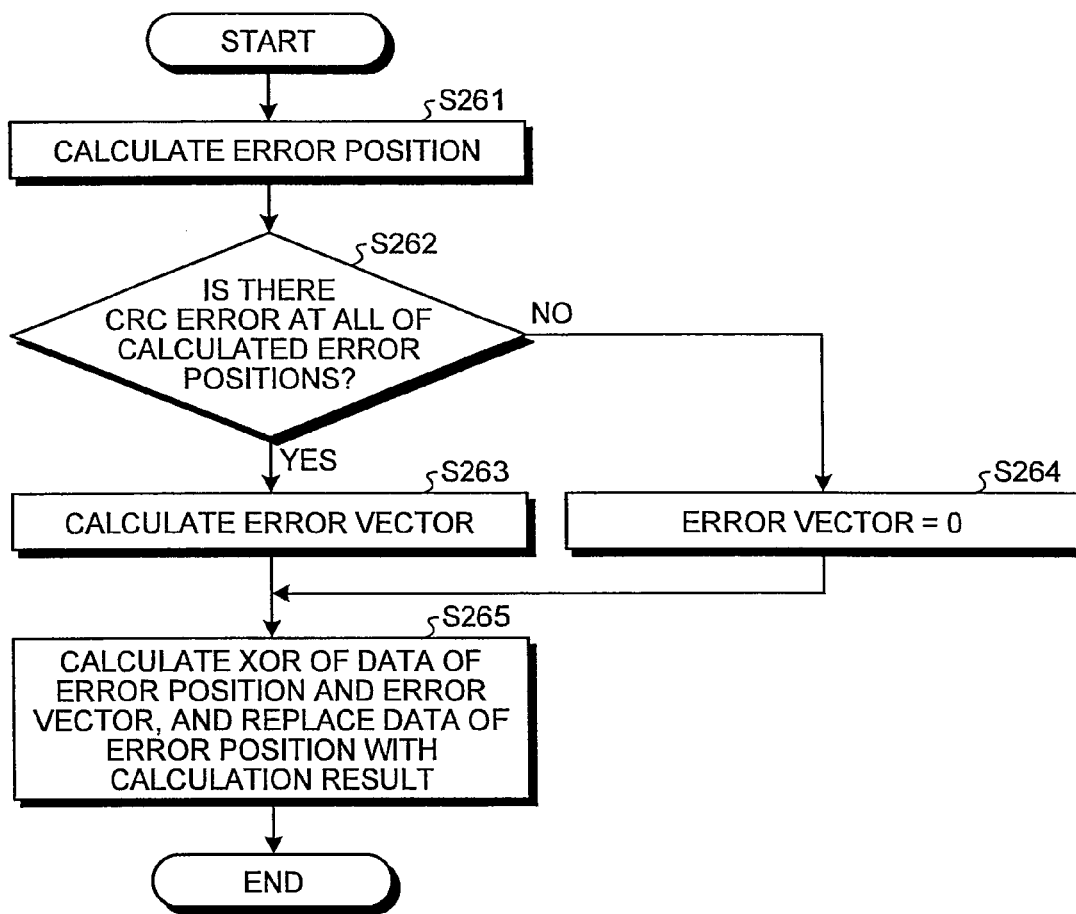 START
S261
CALCULATE ERROR POSITION
S262
IS THERE
CRC ERROR AT ALL OF
CALCULATED ERROR
POSITIONS?
NO
YES
S263
CALCULATE ERROR VECTOR
S264
ERROR VECTOR = 0
S265
CALCULATE XOR OF DATA OF
ERROR POSITION AND ERROR
VECTOR, AND REPLACE DATA OF
ERROR POSITION WITH
CALCULATION RESULT
END